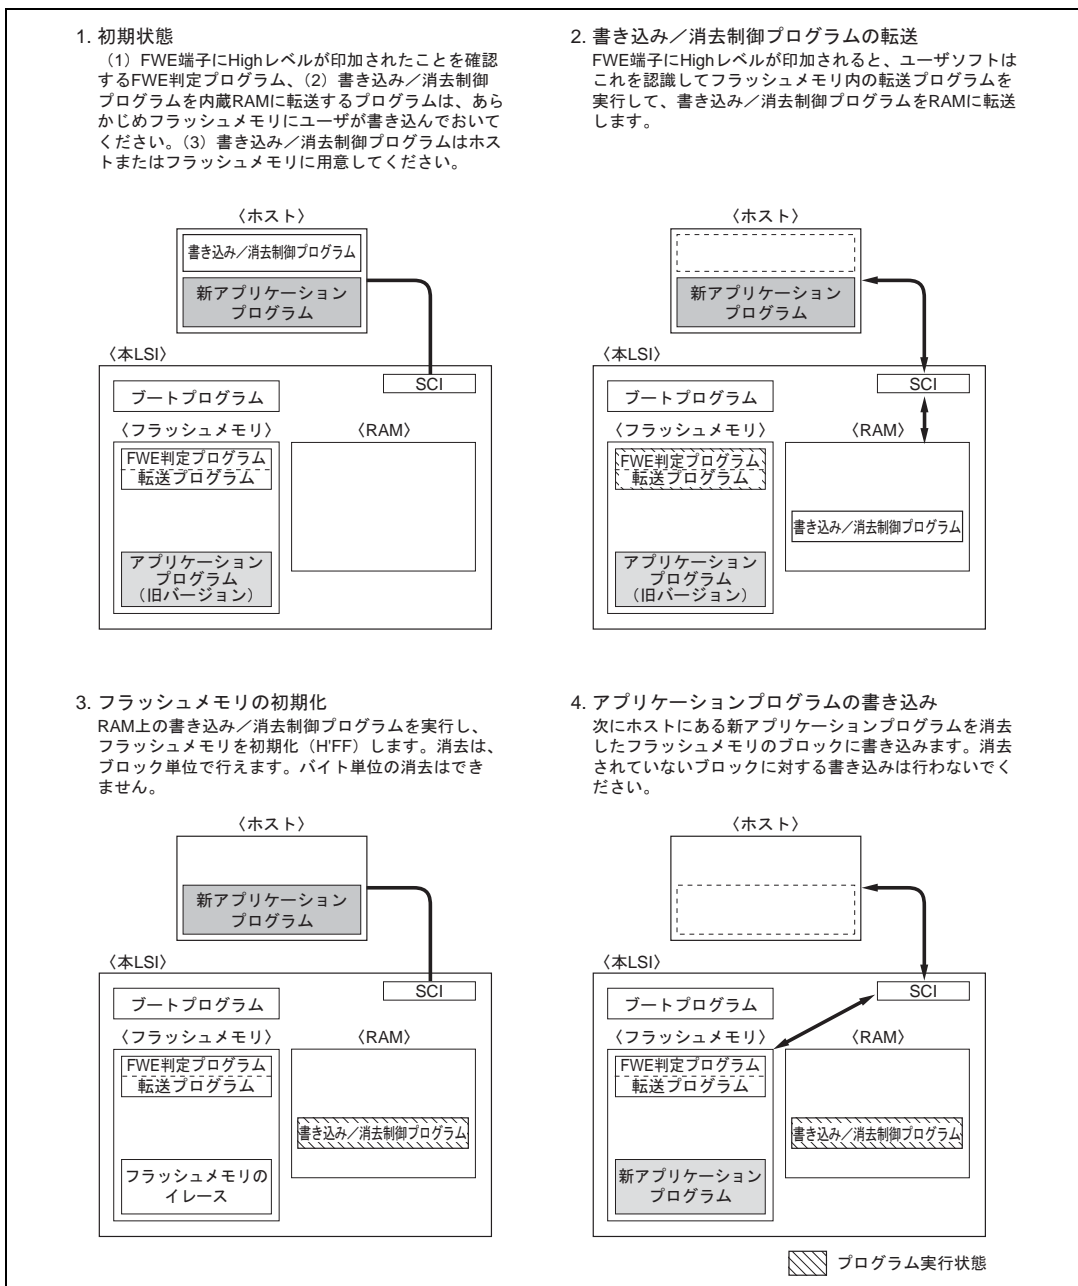 1. 初期状態
（1）FWE端子にHighレベルが印加されたことを確認
するFWE判定プログラム、（2）書き込み／消去制御
プログラムを内蔵RAMに転送するプログラムは、あら
かじめフラッシュメモリにユーザが書き込んでおいて
ください。（3）書き込み／消去制御プログラムはホス
トまたはフラッシュメモリに用意してください。
〈ホスト〉
書き込み／消去制御プログラム
新アプリケーション
プログラム
〈本LSI〉
SCI
ブートプログラム
〈フラッシュメモリ〉
〈RAM〉
FWE判定プログラム
転送プログラム
アプリケーション
プログラム
（旧バージョン）
2. 書き込み／消去制御プログラムの転送
FWE端子にHighレベルが印加されると、ユーザソフトは
これを認識してフラッシュメモリ内の転送プログラムを
実行して、書き込み／消去制御プログラムをRAMに転送
します。
〈ホスト〉
新アプリケーション
プログラム
〈本LSI〉
SCI
ブートプログラム
〈フラッシュメモリ〉
〈RAM〉
FWE判定プログラム
転送プログラム
書き込み／消去制御プログラム
アプリケーション
プログラム
（旧バージョン）
3. フラッシュメモリの初期化
RAM上の書き込み／消去制御プログラムを実行し、
フラッシュメモリを初期化（H'FF）します。消去は、
ブロック単位で行えます。バイト単位の消去はでき
ません。
〈ホスト〉
新アプリケーション
プログラム
〈本LSI〉
SCI
ブートプログラム
〈フラッシュメモリ〉
〈RAM〉
FWE判定プログラム
転送プログラム
書き込み／消去制御プログラム
フラッシュメモリの
イレース
4. アプリケーションプログラムの書き込み
次にホストにある新アプリケーションプログラムを消去
したフラッシュメモリのブロックに書き込みます。消去
されていないブロックに対する書き込みは行わないでく
ださい。
〈ホスト〉
〈本LSI〉
SCI
ブートプログラム
〈フラッシュメモリ〉
〈RAM〉
FWE判定プログラム
転送プログラム
書き込み／消去制御プログラム
新アプリケーション
プログラム
プログラム実行状態